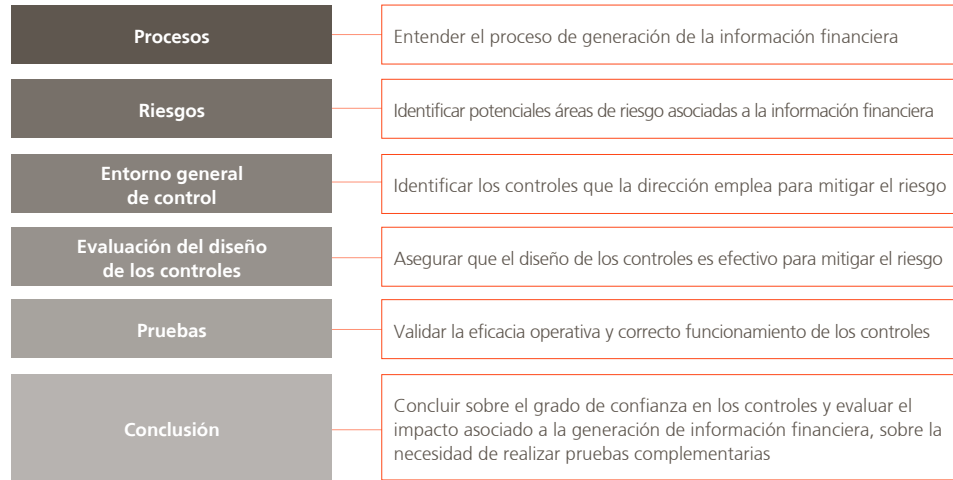 Procesos
Entender el proceso de generación de la información financiera
Riesgos
Identificar potenciales áreas de riesgo asociadas a la información financiera
Entorno general
de control
Identificar los controles que la dirección emplea para mitigar el riesgo
Evaluación del diseño
de los controles
Asegurar que el diseño de los controles es efectivo para mitigar el riesgo
Pruebas
Validar la eficacia operativa y correcto funcionamiento de los controles
Conclusión
Concluir sobre el grado de confianza en los controles y evaluar el
impacto asociado a la generación de información financiera, sobre la
necesidad de realizar pruebas complementarias